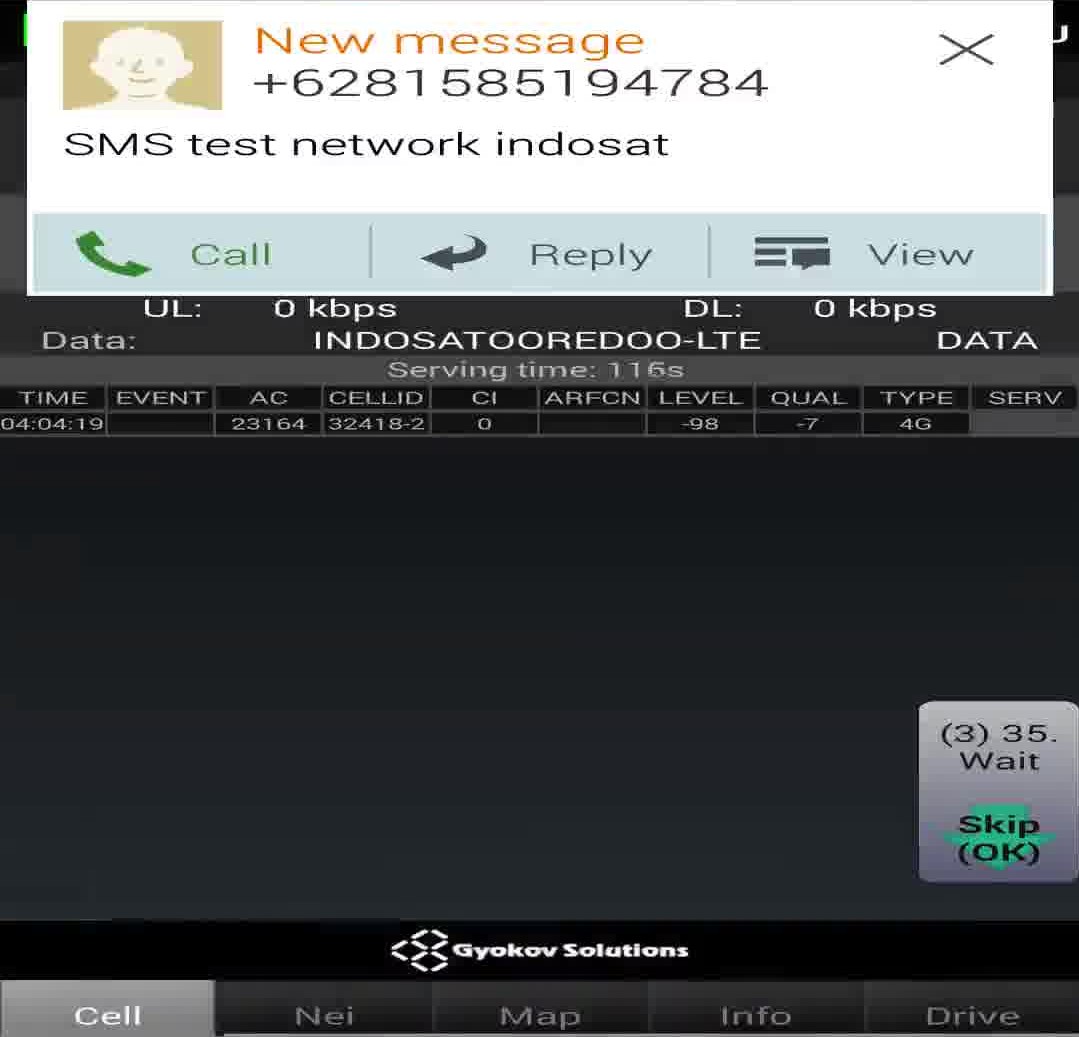 New message
+6281585194784
SMS test network indosat
Call Reply View
UL: 0 kbps DL: 0 kbps
Data: INDOSATOOREDOO-LTE DATA
Serving time: 116s
TIME EVENT AC CELLID CI ARFCN LEVEL QUAL TYPE SERV
04:04:19 23164 32418-2 0 -98 -7 4G
(3) 35.
Wait
Skip
(OK)
Gyokov Solutions
Cell Nei Map Info Drive